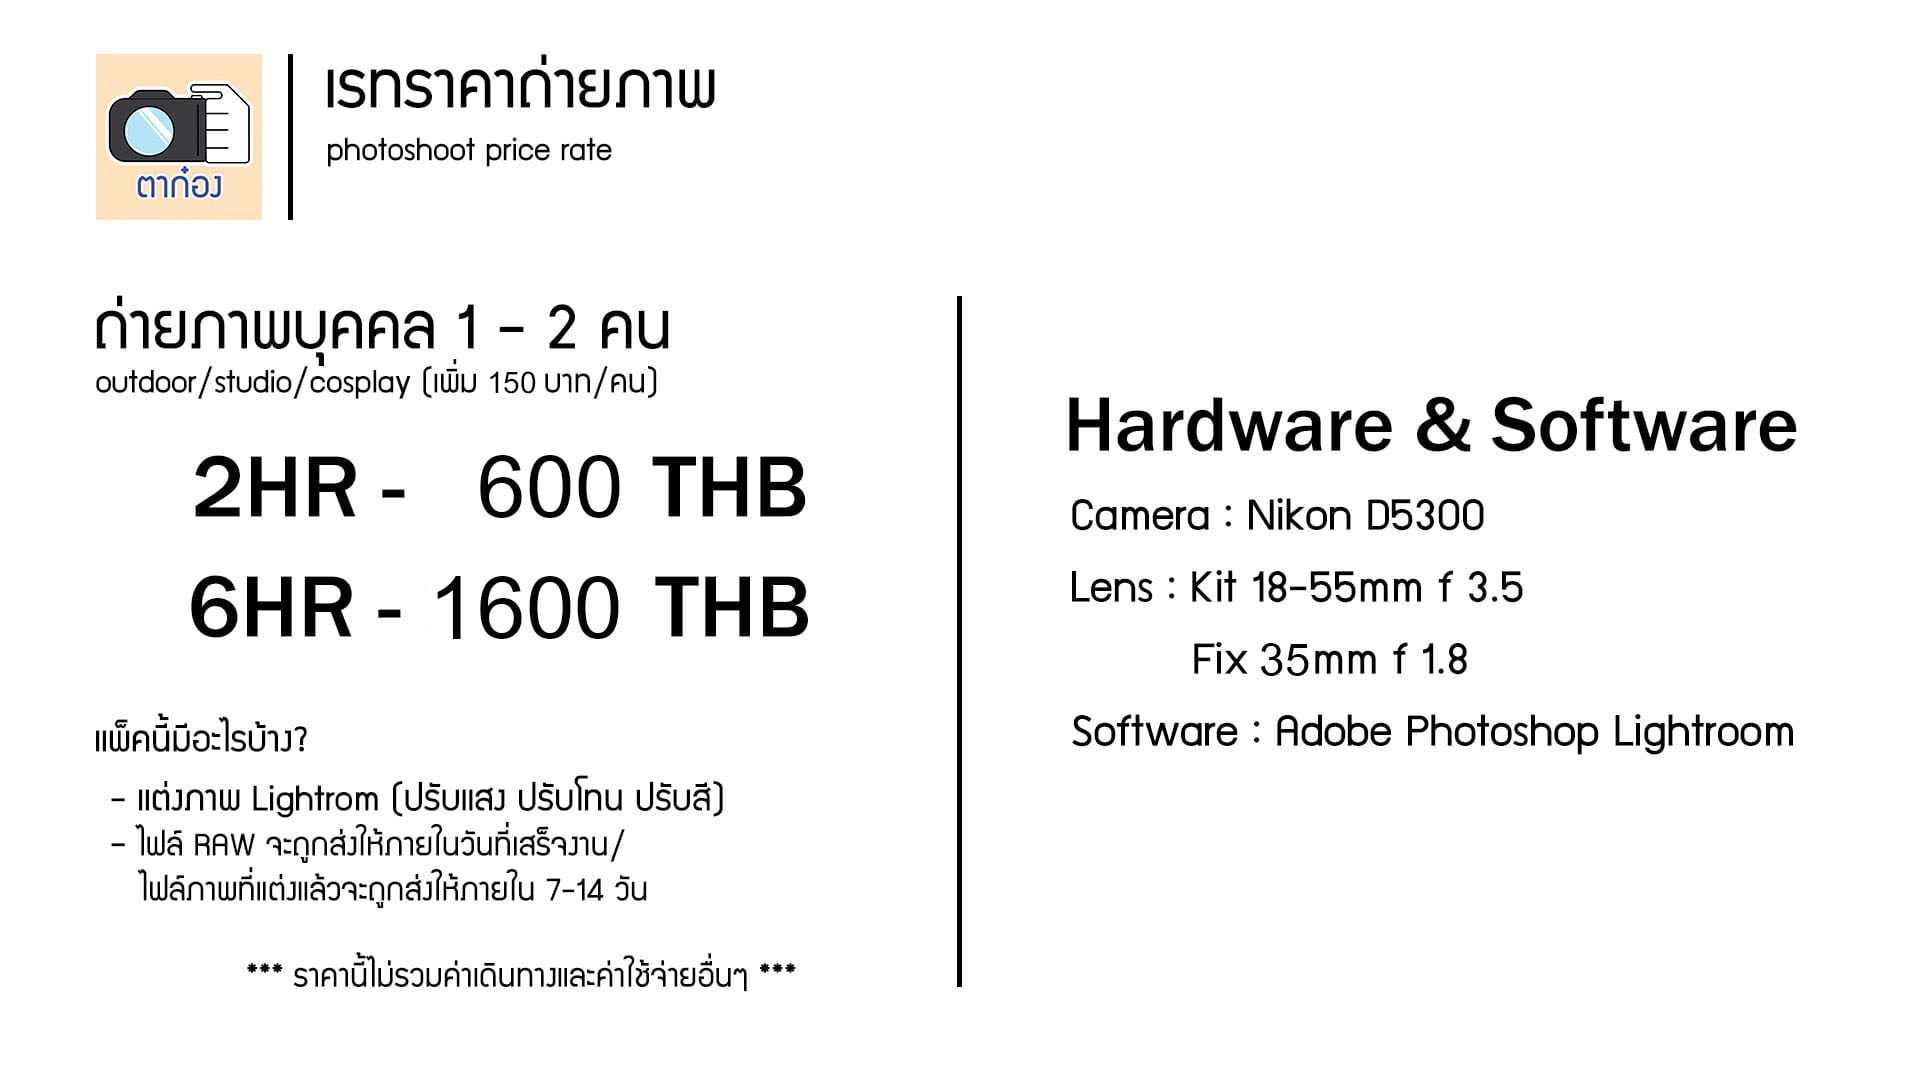 ตาก๋อง
เรทราคาถ่ายภาพ
photoshoot price rate
ถ่ายภาพบุคคล 1 - 2 คน
outdoor/studio/cosplay (เพิ่ม 150 บาท/คน)
2HR - 600 THB
6HR - 1600 THB
แพ็คนี้มีอะไรบ้าง?
- แต่งภาพ Lightrom (ปรับแสง ปรับโทน ปรับสี)
- ไฟล์ RAW จะถูกส่งให้ภายในวันที่เสร็จงาน/
ไฟล์ภาพที่แต่งแล้วจะถูกส่งให้ภายใน 7-14 วัน
*** ราคานี้ไม่รวมค่าเดินทางและค่าใช้จ่ายอื่นๆ ***
Hardware & Software
Camera : Nikon D5300
Lens : Kit 18-55mm f 3.5
Fix 35mm f 1.8
Software : Adobe Photoshop Lightroom